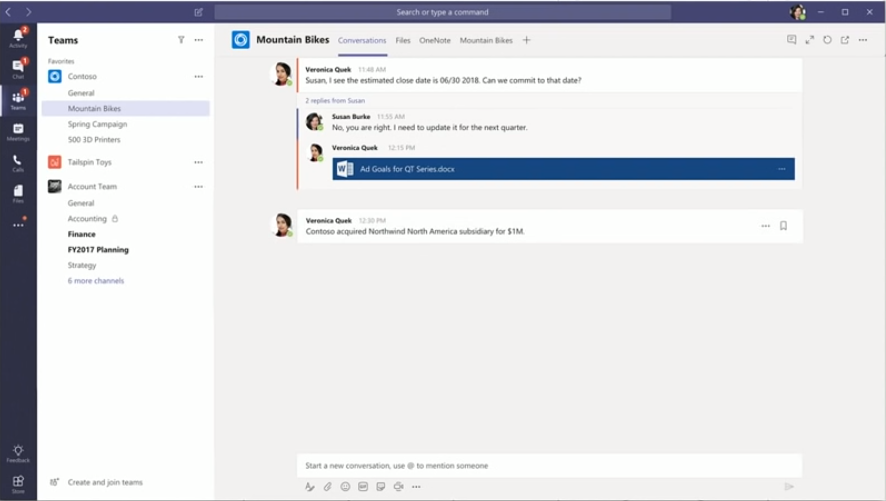 Search or type a command
2
Activity
1
Chat
1
Teams
Meetings
Calls
Files
Feedback
Store
Teams
Favorites
Contoso
General
Mountain Bikes
Spring Campaign
500 3D Printers
Tailspin Toys
Account Team
General
Accounting
Finance
FY2017 Planning
Strategy
6 more channels
Create and join teams
Mountain Bikes Conversations Files OneNote Mountain Bikes
Veronica Quek 11:48 AM
Susan, I see the estimated close date is 06/30 2018. Can we commit to that date?
2 replies from Susan
Susan Burke 11:55 AM
No, you are right. I need to update it for the next quarter.
Veronica Quek 12:15 PM
W Ad Goals for QT Series.docx
Veronica Quek 12:30 PM
Contoso acquired Northwind North America subsidiary for $1M.
Start a new conversation, use @ to mention someone